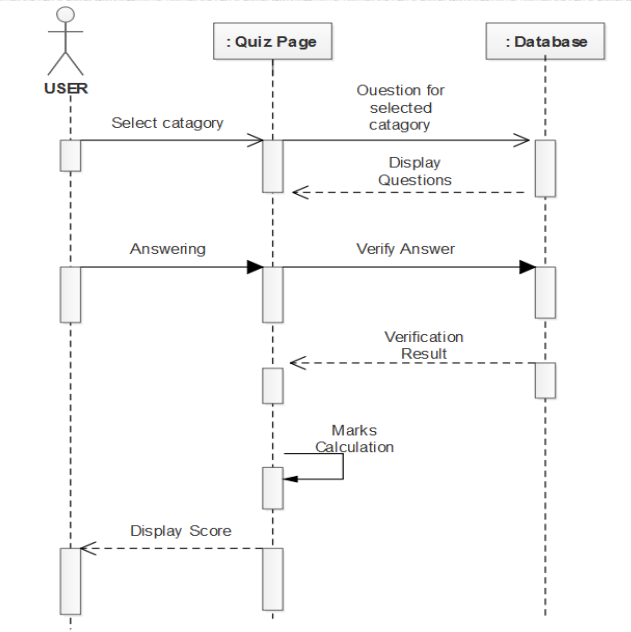 : Quiz Page
: Database
USER
Select catagory
Ouestion for
selected
catagory
Display
Questions
Answering
Verify Answer
Verification
Result
Marks
Calculation
Display Score